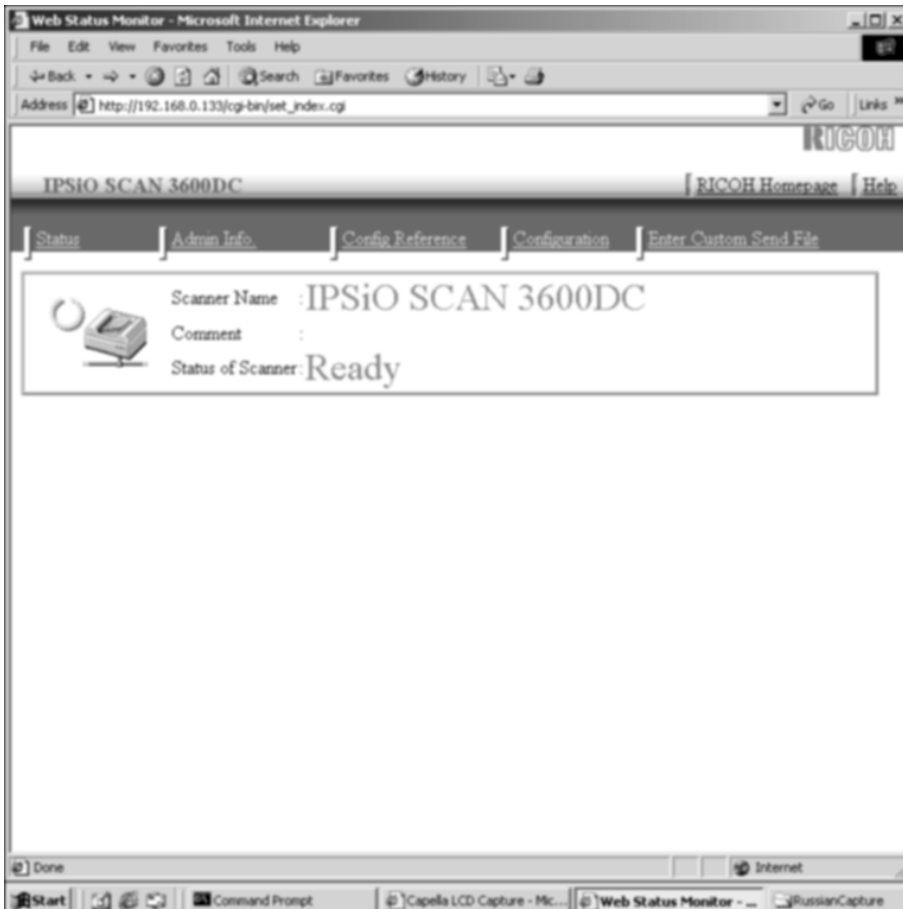 Web Status Monitor - Microsoft Internet Explorer
File Edit View Favorites Tools Help
Back Search Favorites History
Address http://192.168.0.133/cgi-bin/set_index.cgi Go Links »
RICOH
IPSiO SCAN 3600DC RICOH Homepage Help
Status Admin Info. Config Reference Configuration Enter Custom Send File
Scanner Name : IPSiO SCAN 3600DC
Comment :
Status of Scanner : Ready
Done Internet
Start Command Prompt Capella LCD Capture - Mic... Web Status Monitor - ... RussianCapture